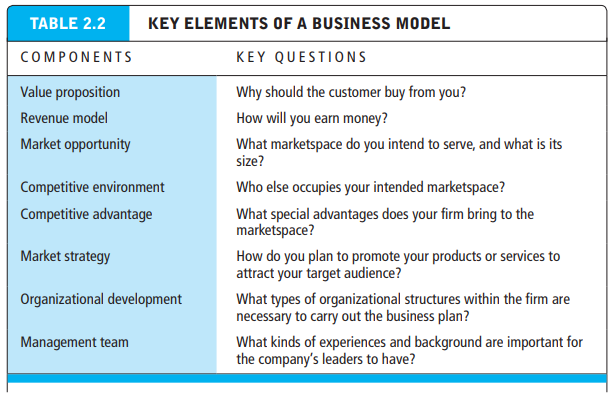 TABLE 2.2 KEY ELEMENTS OF A BUSINESS MODEL
COMPONENTS KEY QUESTIONS
Value proposition Why should the customer buy from you?
Revenue model How will you earn money?
Market opportunity What marketspace do you intend to serve, and what is its
size?
Competitive environment Who else occupies your intended marketspace?
Competitive advantage What special advantages does your firm bring to the
marketspace?
Market strategy How do you plan to promote your products or services to
attract your target audience?
Organizational development What types of organizational structures within the firm are
necessary to carry out the business plan?
Management team What kinds of experiences and background are important for
the company's leaders to have?